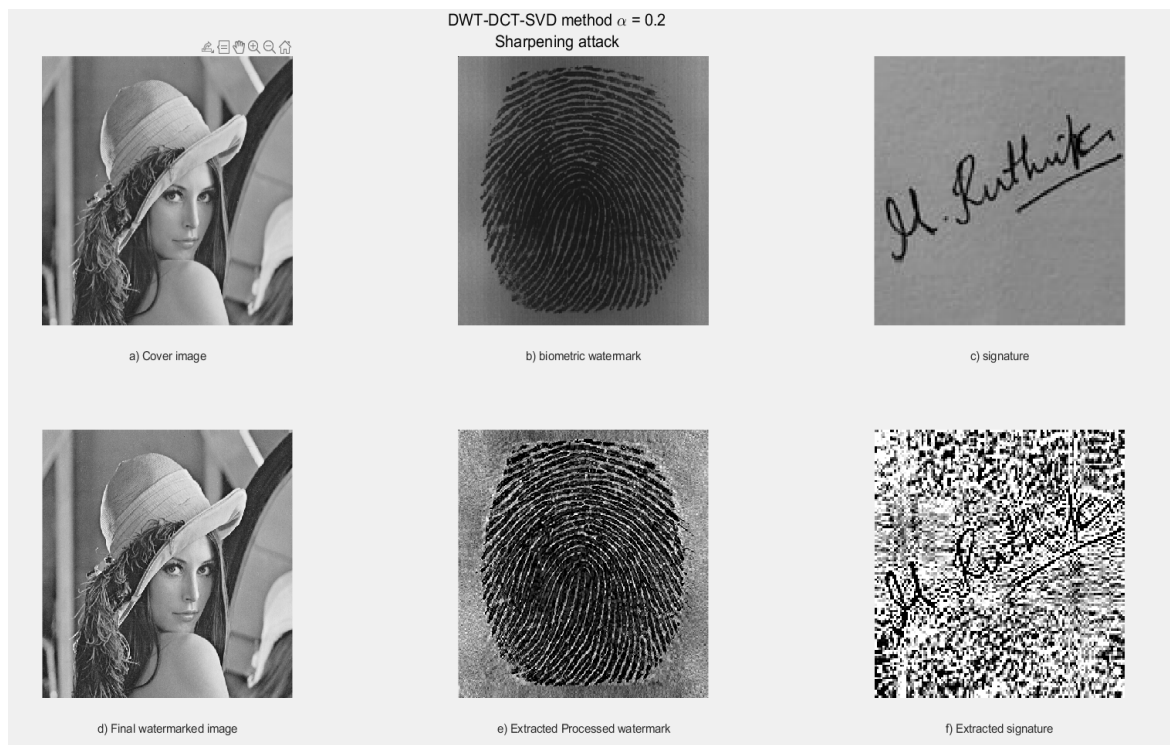 DWT-DCT-SVD method α = 0.2
Sharpening attack
M. Ruthvik
a) Cover image
b) biometric watermark
c) signature
d) Final watermarked image
e) Extracted Processed watermark
f) Extracted signature